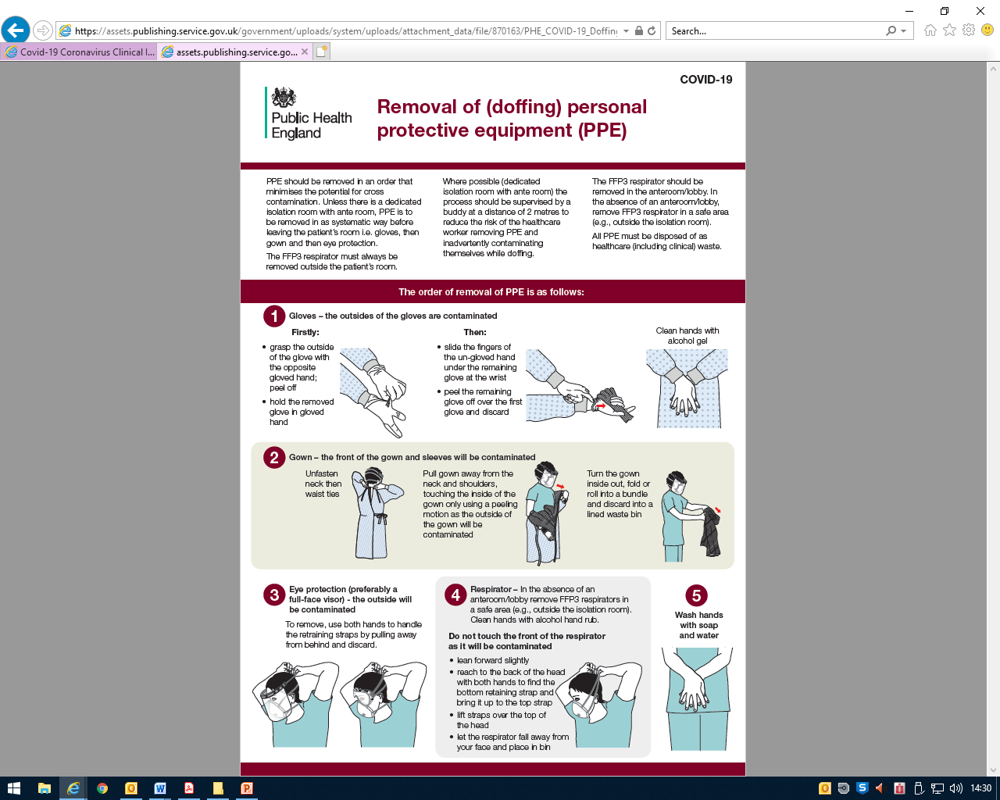 https://assets.publishing.service.gov.uk/government/uploads/system/uploads/attachment_data/file/870163/PHE_COVID-19_Doffing
Search...
Covid-19 Coronavirus Clinical I...
assets.publishing.service.go...
COVID-19
Public Health
England
Removal of (doffing) personal
protective equipment (PPE)
PPE should be removed in an order that
minimises the potential for cross
contamination. Unless there is a dedicated
isolation room with ante room, PPE is to
be removed in as systematic way before
leaving the patient's room i.e. gloves, then
gown and then eye protection.
The FFP3 respirator must always be
removed outside the patient's room.
Where possible (dedicated
isolation room with ante room) the
process should be supervised by a
buddy at a distance of 2 metres to
reduce the risk of the healthcare
worker removing PPE and
inadvertently contaminating
themselves while doffing.
The FFP3 respirator should be
removed in the anteroom/lobby. In
the absence of an anteroom/lobby,
remove FFP3 respirator in a safe area
(e.g., outside the isolation room).
All PPE must be disposed of as
healthcare (including clinical) waste.
The order of removal of PPE is as follows:
1 Gloves – the outsides of the gloves are contaminated
Firstly:
• grasp the outside
of the glove with
the opposite
gloved hand;
peel off
• hold the removed
glove in gloved
hand
Then:
• slide the fingers of
the un-gloved hand
under the remaining
glove at the wrist
• peel the remaining
glove off over the first
glove and discard
Clean hands with
alcohol gel
2 Gown – the front of the gown and sleeves will be contaminated
Unfasten
neck then
waist ties
Pull gown away from the
neck and shoulders,
touching the inside of the
gown only using a peeling
motion as the outside of
the gown will be
contaminated
Turn the gown
inside out, fold or
roll into a bundle
and discard into a
lined waste bin
3 Eye protection (preferably a
full-face visor) - the outside will
be contaminated
To remove, use both hands to handle
the retraining straps by pulling away
from behind and discard.
4 Respirator – In the absence of an
anteroom/lobby remove FFP3 respirators in
a safe area (e.g., outside the isolation room).
Clean hands with alcohol hand rub.
Do not touch the front of the respirator
as it will be contaminated
• lean forward slightly
• reach to the back of the head
with both hands to find the
bottom retaining strap and
bring it up to the top strap
• lift straps over the top of
the head
• let the respirator fall away from
your face and place in bin
5
Wash hands
with soap
and water
14:30